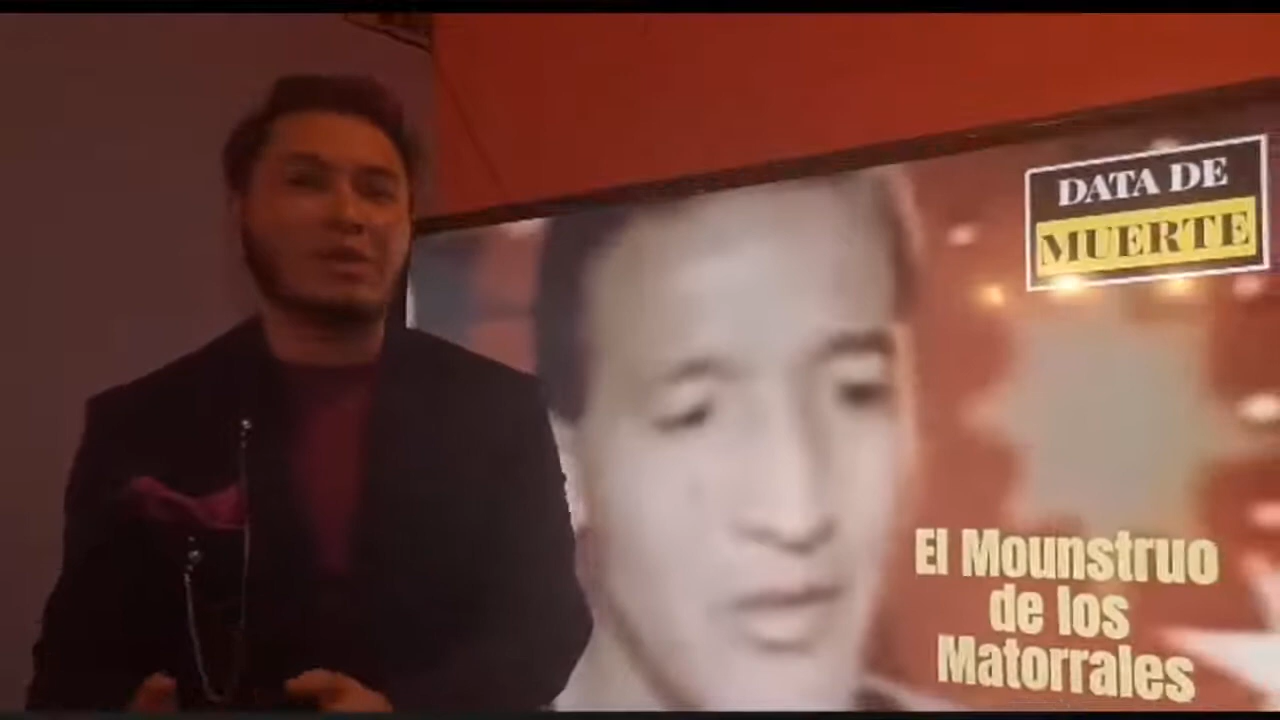 DATA DE
MUERTE
El Mounstruo
de los
Matorrales